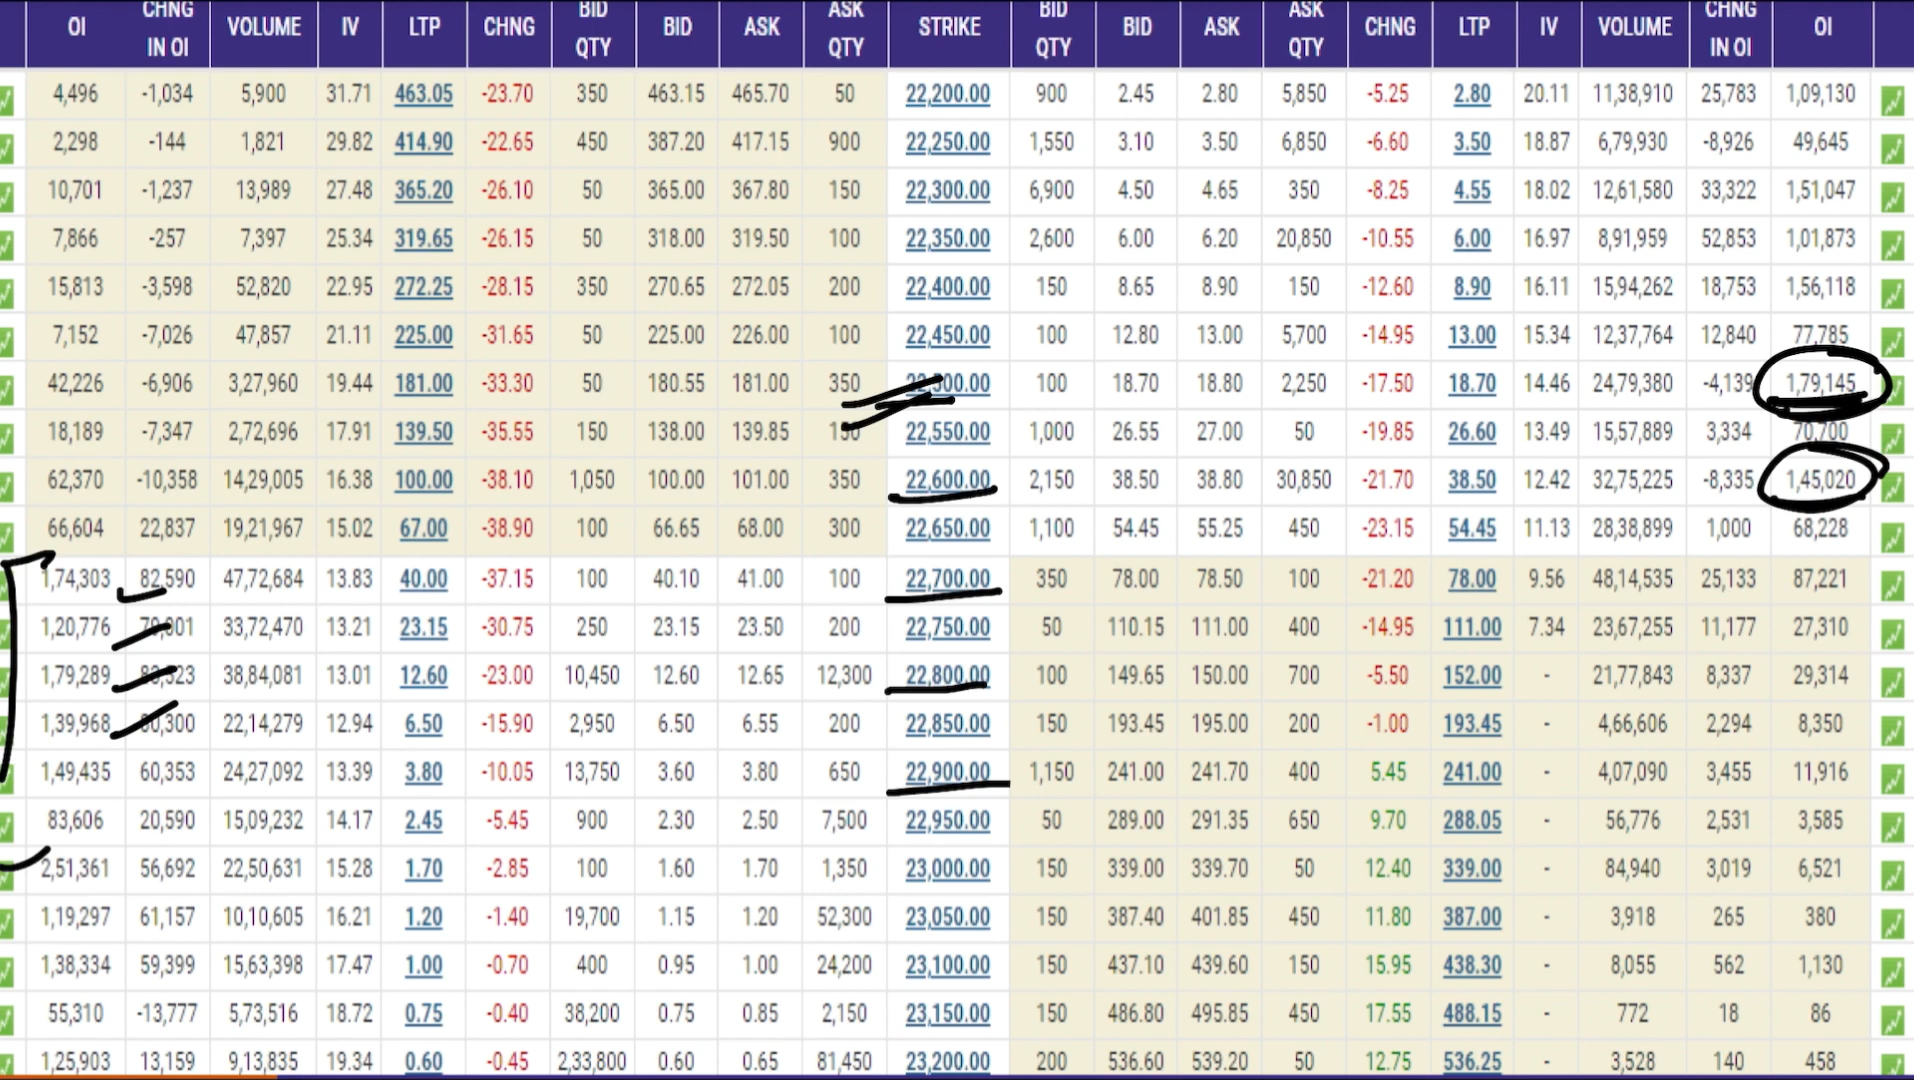 OI CHNG IN OI VOLUME IV LTP CHNG BID QTY BID ASK ASK QTY STRIKE BID QTY BID ASK ASK QTY CHNG LTP IV VOLUME CHNG IN OI OI
4,496 -1,034 5,900 31.71 463.05 -23.70 350 463.15 465.70 50 22,200.00 900 2.45 2.80 5,850 -5.25 2.80 20.11 11,38,910 25,783 1,09,130
2,298 -144 1,821 29.82 414.90 -22.65 450 387.20 417.15 900 22,250.00 1,550 3.10 3.50 6,850 -6.60 3.50 18.87 6,79,930 -8,926 49,645
10,701 -1,237 13,989 27.48 365.20 -26.10 50 365.00 367.80 150 22,300.00 6,900 4.50 4.65 350 -8.25 4.55 18.02 12,61,580 33,322 1,51,047
7,866 -257 7,397 25.34 319.65 -26.15 50 318.00 319.50 100 22,350.00 2,600 6.00 6.20 20,850 -10.55 6.00 16.97 8,91,959 52,853 1,01,873
15,813 -3,598 52,820 22.95 272.25 -28.15 350 270.65 272.05 200 22,400.00 150 8.65 8.90 150 -12.60 8.90 16.11 15,94,262 18,753 1,56,118
7,152 -7,026 47,857 21.11 225.00 -31.65 50 225.00 226.00 100 22,450.00 100 12.80 13.00 5,700 -14.95 13.00 15.34 12,37,764 12,840 77,785
42,226 -6,906 3,27,960 19.44 181.00 -33.30 50 180.55 181.00 350 100 18.70 18.80 2,250 -17.50 18.70 14.46 24,79,380 -4,139 1,79,145
18,189 -7,347 2,72,696 17.91 139.50 -35.55 150 138.00 139.85 150 22,550.00 1,000 26.55 27.00 50 -19.85 26.60 13.49 15,57,889 3,334 70,700
62,370 -10,358 14,29,005 16.38 100.00 -38.10 1,050 100.00 101.00 350 22,600.00 2,150 38.50 38.80 30,850 -21.70 38.50 12.42 32,75,225 -8,335 1,45,020
66,604 22,837 19,21,967 15.02 67.00 -38.90 100 66.65 68.00 300 22,650.00 1,100 54.45 55.25 450 -23.15 54.45 11.13 28,38,899 1,000 68,228
1,74,303 82,590 47,72,684 13.83 40.00 -37.15 100 40.10 41.00 100 22,700.00 350 78.00 78.50 100 -21.20 78.00 9.56 48,14,535 25,133 87,221
1,20,776 33,72,470 13.21 23.15 -30.75 250 23.15 23.50 200 22,750.00 50 110.15 111.00 400 -14.95 111.00 7.34 23,67,255 11,177 27,310
1,79,289 38,84,081 13.01 12.60 -23.00 10,450 12.60 12.65 12,300 22,800.00 100 149.65 150.00 700 -5.50 152.00 - 21,77,843 8,337 29,314
1,39,968 22,14,279 12.94 6.50 -15.90 2,950 6.50 6.55 200 22,850.00 150 193.45 195.00 200 -1.00 193.45 - 4,66,606 2,294 8,350
1,49,435 60,353 24,27,092 13.39 3.80 -10.05 13,750 3.60 3.80 650 22,900.00 1,150 241.00 241.70 400 5.45 241.00 - 4,07,090 3,455 11,916
83,606 20,590 15,09,232 14.17 2.45 -5.45 900 2.30 2.50 7,500 22,950.00 50 289.00 291.35 650 9.70 288.05 - 56,776 2,531 3,585
2,51,361 56,692 22,50,631 15.28 1.70 -2.85 100 1.60 1.70 1,350 23,000.00 150 339.00 339.70 50 12.40 339.00 - 84,940 3,019 6,521
1,19,297 61,157 10,10,605 16.21 1.20 -1.40 19,700 1.15 1.20 52,300 23,050.00 150 387.40 401.85 450 11.80 387.00 - 3,918 265 380
1,38,334 59,399 15,63,398 17.47 1.00 -0.70 400 0.95 1.00 24,200 23,100.00 150 437.10 439.60 150 15.95 438.30 - 8,055 562 1,130
55,310 -13,777 5,73,516 18.72 0.75 -0.40 38,200 0.75 0.85 2,150 23,150.00 150 486.80 495.85 450 17.55 488.15 - 772 18 86
1,25,903 13,159 9,13,835 19.34 0.60 -0.45 2,33,800 0.60 0.65 81,450 23,200.00 200 536.60 539.20 50 12.75 536.25 - 3,528 140 458